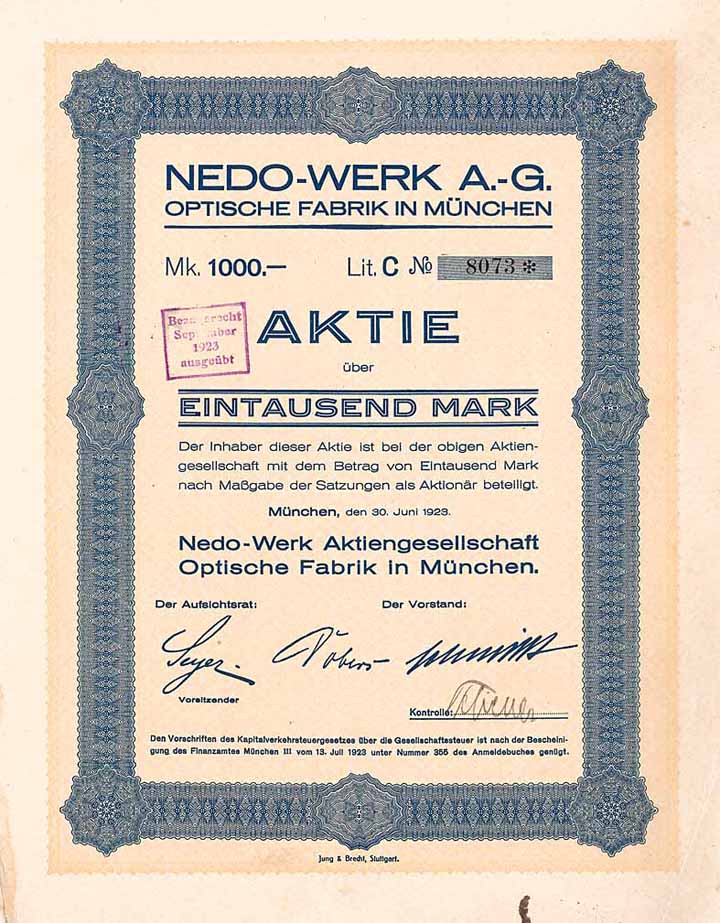 NEDO-WERK A.-G.
OPTISCHE FABRIK IN MÜNCHEN
Mk. 1000.— Lit. C № 8073 *
Bezugsrecht
September
1923
ausgeübt
AKTIE
über
EINTAUSEND MARK
Der Inhaber dieser Aktie ist bei der obigen Aktien-
gesellschaft mit dem Betrag von Eintausend Mark
nach Maßgabe der Satzungen als Aktionär beteiligt.
München, den 30. Juni 1923.
Nedo-Werk Aktiengesellschaft
Optische Fabrik in München.
Der Aufsichtsrat: Der Vorstand:
Vorsitzender
Kontrolle:
Den Vorschriften des Kapitalverkehrsteuergesetzes über die Gesellschaftsteuer ist nach der Bescheini-
gung des Finanzamtes München III vom 13. Juli 1923 unter Nummer 355 des Anmeldebuches genügt.
Jung & Brecht, Stuttgart.